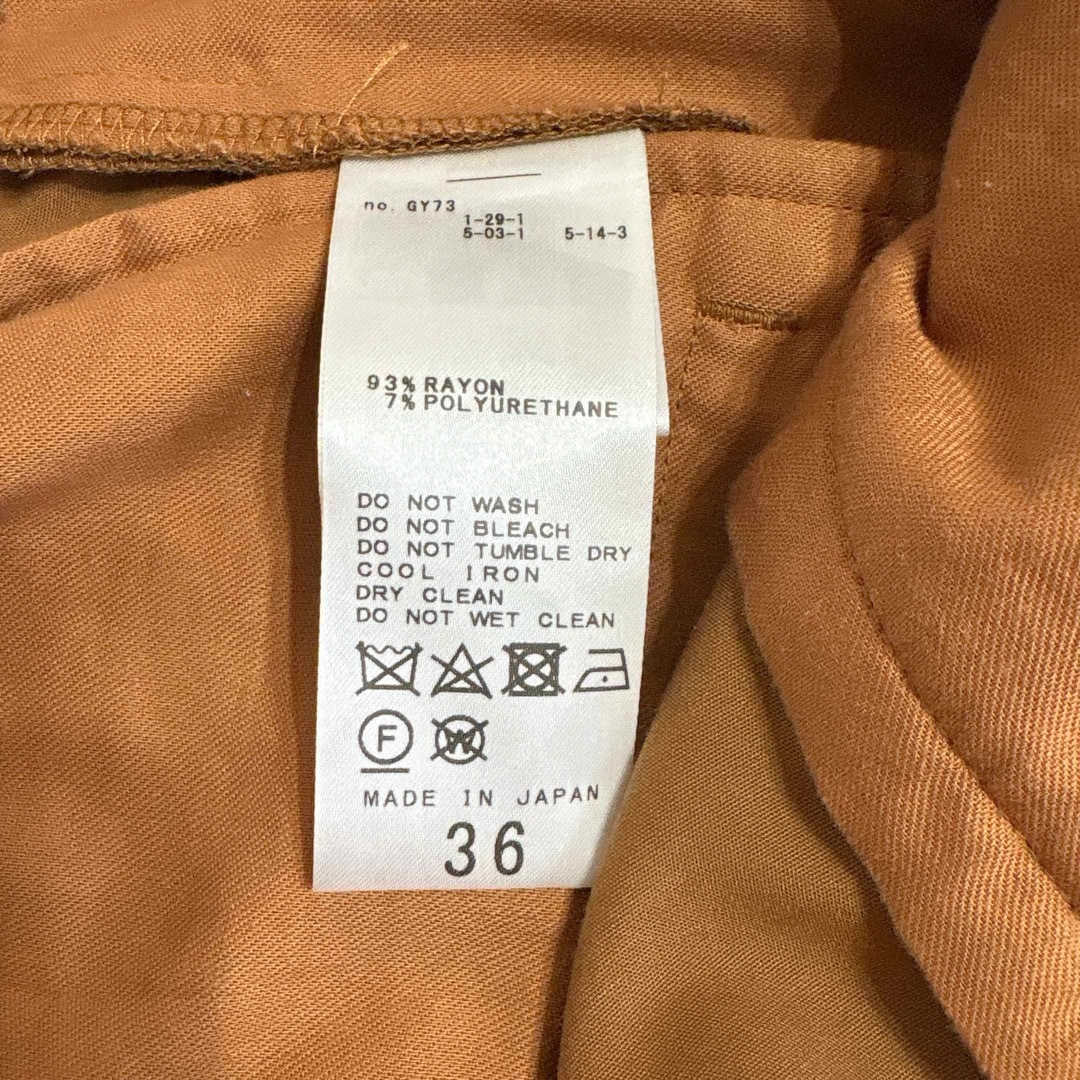 no. GY73
1-29-1
5-03-1 5-14-3
93% RAYON
7% POLYURETHANE
DO NOT WASH
DO NOT BLEACH
DO NOT TUMBLE DRY
COOL IRON
DRY CLEAN
DO NOT WET CLEAN
F W
MADE IN JAPAN
36